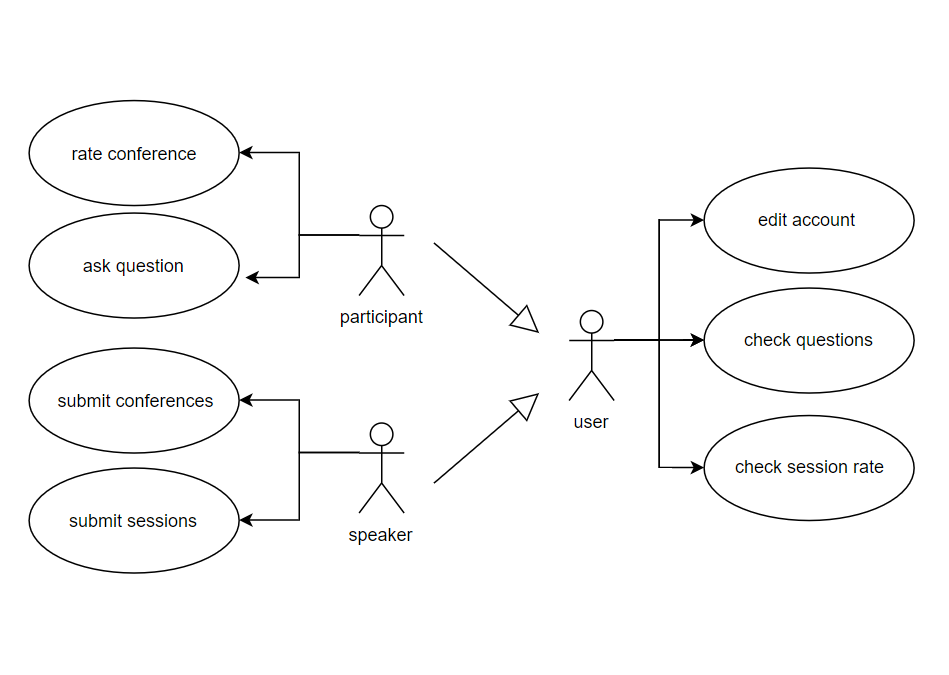 rate conference
ask question
participant
submit conferences
submit sessions
speaker
user
edit account
check questions
check session rate